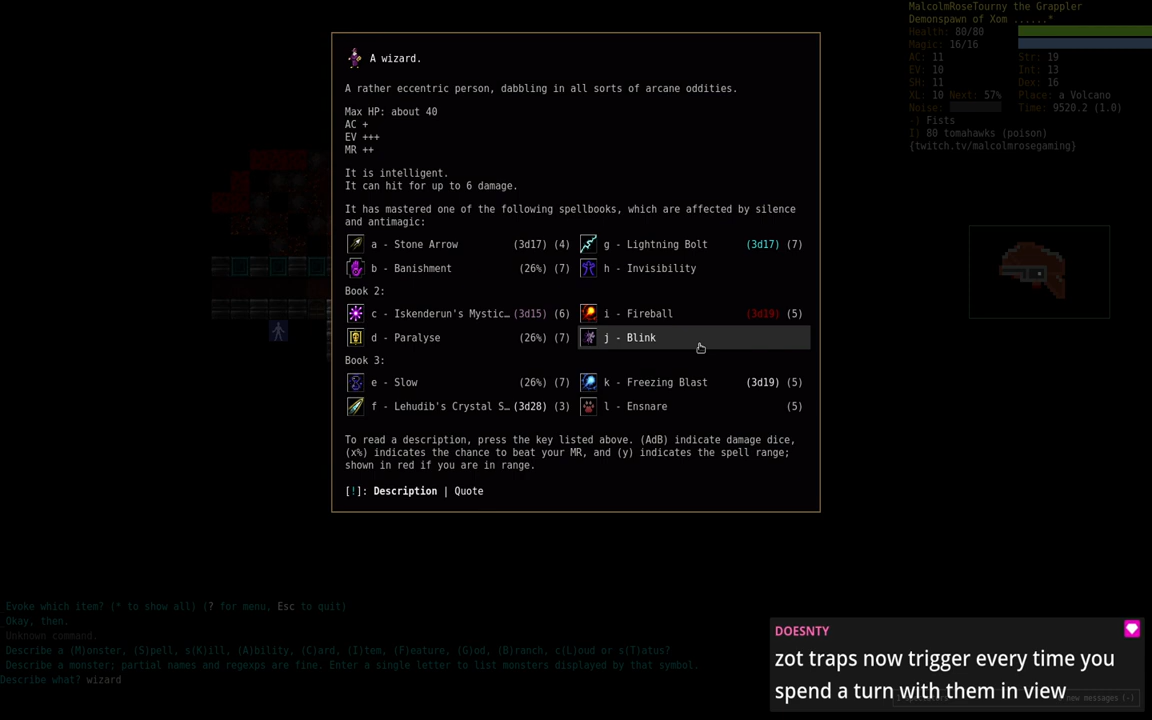 MalcolmRoseTourny the Grappler
Demonspawn of Xom ......*
Health: 80/80
Magic: 16/16
AC: 11 Str: 19
EV: 10 Int: 13
SH: 11 Dex: 16
XL: 10 Next: 57% Place: a Volcano
Noise: Time: 9520.2 (1.0)
-) Fists
I) 80 tomahawks (poison)
{twitch.tv/malcolmrosegaming}
A wizard.
A rather eccentric person, dabbling in all sorts of arcane oddities.
Max HP: about 40
AC +
EV +++
MR ++
It is intelligent.
It can hit for up to 6 damage.
It has mastered one of the following spellbooks, which are affected by silence
and antimagic:
a - Stone Arrow (3d17) (4) g - Lightning Bolt (3d17) (7)
b - Banishment (26%) (7) h - Invisibility
Book 2:
c - Iskenderun's Mystic… (3d15) (6) i - Fireball (3d19) (5)
d - Paralyse (26%) (7) j - Blink
Book 3:
e - Slow (26%) (7) k - Freezing Blast (3d19) (5)
f - Lehudib's Crystal S… (3d28) (3) l - Ensnare (5)
To read a description, press the key listed above. (AdB) indicate damage dice,
(x%) indicates the chance to beat your MR, and (y) indicates the spell range;
shown in red if you are in range.
[!]: Description | Quote
Evoke which item? (* to show all) (? for menu, Esc to quit)
Okay, then.
Unknown command.
Describe a (M)onster, (S)pell, s(K)ill, (A)bility, (C)ard, (I)tem, (F)eature, (G)od, (B)ranch, c(L)oud or s(T)atus?
Describe a monster; partial names and regexps are fine. Enter a single letter to list monsters displayed by that symbol.
Describe what? wizard
DOESNTY
zot traps now trigger every time you
spend a turn with them in view
new messages (-)